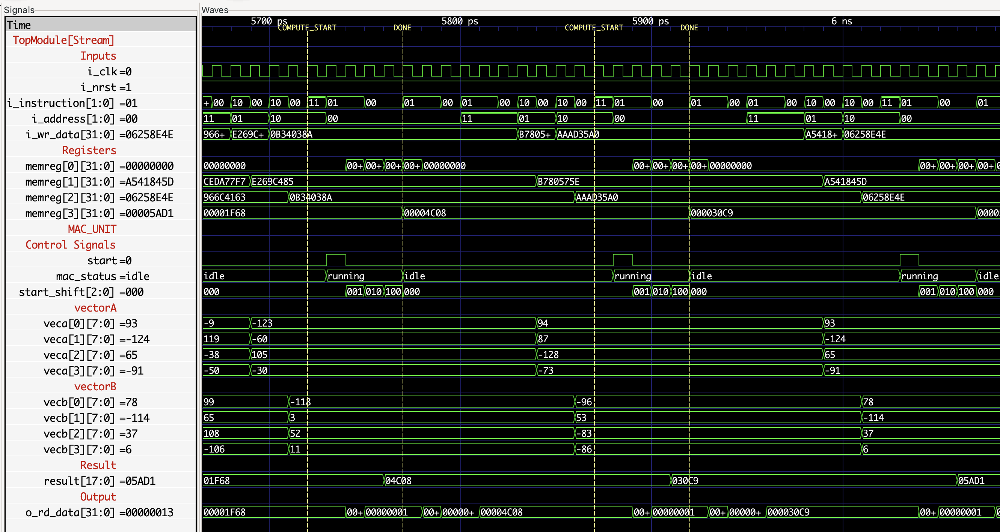 Signals Waves
Time 5700 ps 5800 ps 5900 ps 6 ns
COMPUTE_START DONE COMPUTE_START DONE
TopModule[Stream]
Inputs
i_clk =0
i_nrst =1
i_instruction[1:0] =01 + 00 10 00 10 00 11 01 00 01 00 01 00 10 00 10 00 11 01 00 01 00 01 00 10 00 10 00 11 01 00 01
i_address[1:0] =00 11 01 10 00 11 01 10 00 11 01 10 00
i_wr_data[31:0] =06258E4E 966+ E269C+ 0B34038A B7805+ AAAD35A0 A5418+ 06258E4E
Registers
memreg[0][31:0] =00000000 00000000 00+ 00+ 00+ 00+ 00000000 00+ 00+ 00+ 00+ 00000000 00+ 00+ 00+ 00+
memreg[1][31:0] =A541845D CEDA77F7 E269C485 B780575E A541845D
memreg[2][31:0] =06258E4E 966C4163 0B34038A AAAD35A0 06258E4E
memreg[3][31:0] =00005AD1 00001F68 00004C08 000030C9
MAC_UNIT
Control Signals
start =0
mac_status =idle idle running idle running idle running idle
start_shift[2:0] =000 000 001 010 100 000 001 010 100 000 001 010 100 000
vectorA
veca[0][7:0] =93 -9 -123 94 93
veca[1][7:0] =-124 119 -60 87 -124
veca[2][7:0] =65 -38 105 -128 65
veca[3][7:0] =-91 -50 -30 -73 -91
vectorB
vecb[0][7:0] =78 99 -118 -96 78
vecb[1][7:0] =-114 65 3 53 -114
vecb[2][7:0] =37 108 52 -83 37
vecb[3][7:0] =6 -106 11 -86 6
Result
result[17:0] =05AD1 01F68 04C08 030C9 05AD1
Output
o_rd_data[31:0] =00000013 00001F68 00+ 00000001 00+ 00000+ 00004C08 00+ 00000001 00+ 00000+ 000030C9 00+ 00000001